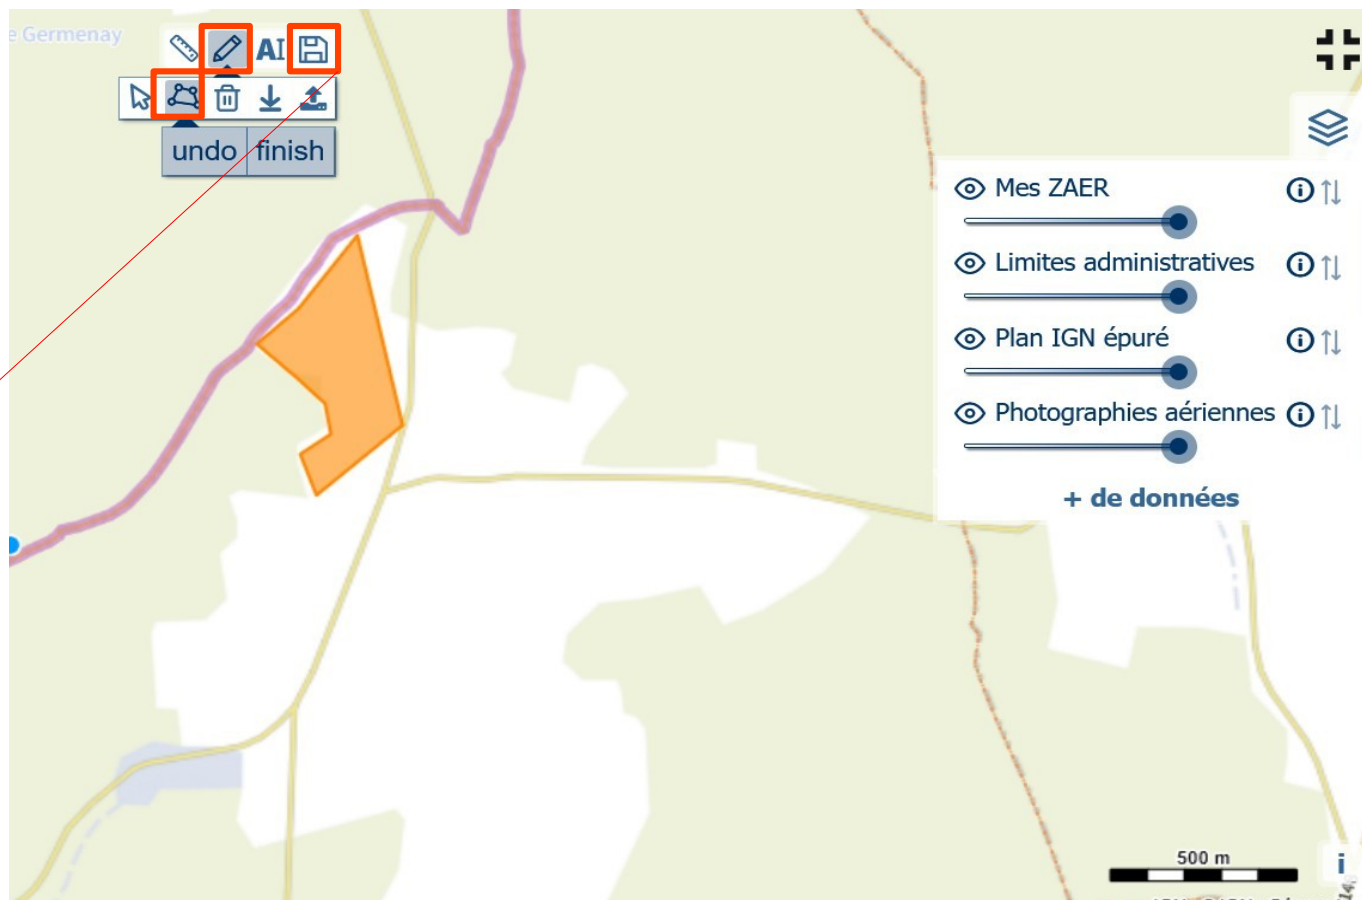 e Germenay
AI
undo finish
Mes ZAER
Limites administratives
Plan IGN épuré
Photographies aériennes
+ de données
500 m
i